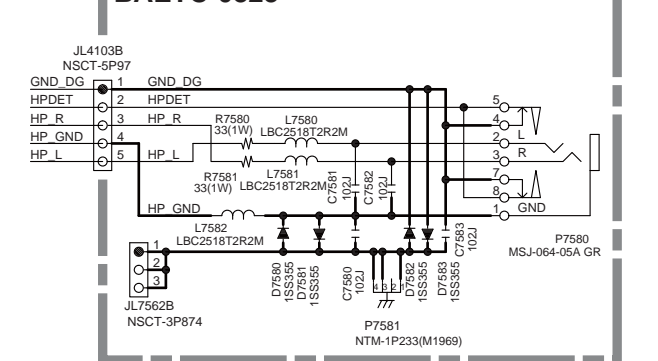 JL4103B
NSCT-5P97
GND_DG 1 GND_DG
HPDET 2 HPDET
HP_R 3 HP_R
HP_GND 4
HP_L 5 HP_L
R7580
33(1W)
L7580
LBC2518T2R2M
R7581
33(1W)
L7581
LBC2518T2R2M
C7581
102J
C7582
102J
5
4
2 L
3 R
7
8
1 GND
HP_GND
L7582
LBC2518T2R2M
P7580
MSJ-064-05A GR
1
2
3
JL7562B
NSCT-3P874
D7580
1SS355
D7581
1SS355
C7580
102J
4 3 2 1
D7582
1SS355
D7583
1SS355
C7583
102J
P7581
NTM-1P233(M1969)